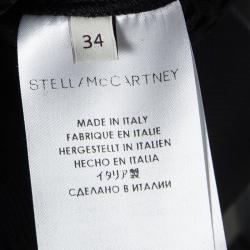 34
STELLA McCARTNEY
MADE IN ITALY
FABRIQUE EN ITALIE
HERGESTELLT IN ITALIEN
HECHO EN ITALIA
イタリア製
СДЕЛАНО В ИТАЛИИ